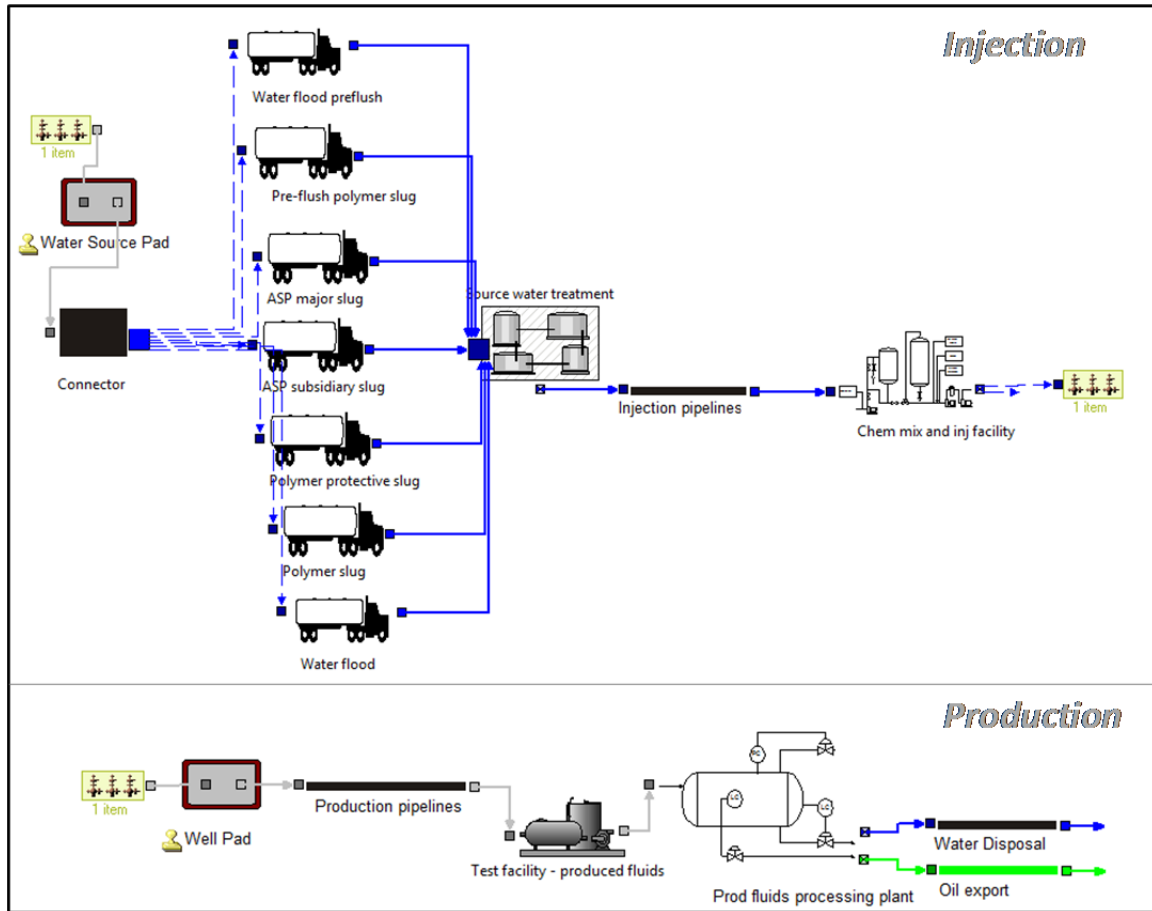 Injection
Water flood preflush
1 item
Pre-flush polymer slug
Water Source Pad
ASP major slug
Source water treatment
Connector
ASP subsidiary slug
Injection pipelines
1 item
Chem mix and inj facility
Polymer protective slug
Polymer slug
Water flood
Production
1 item
Production pipelines
Well Pad
LC
LC
Water Disposal
Test facility - produced fluids
Prod fluids processing plant
Oil export